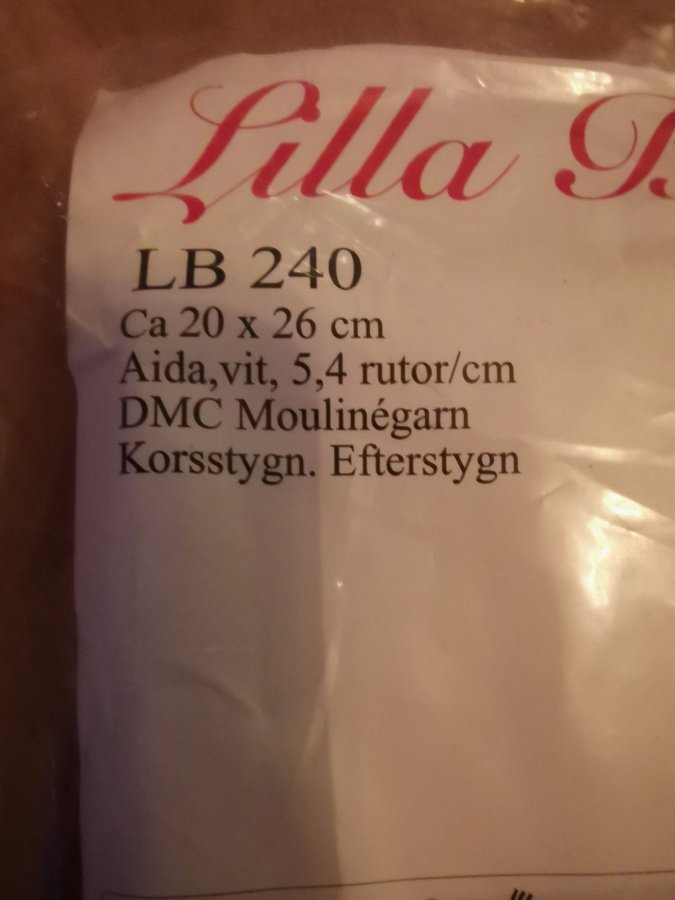 Lilla
LB 240
Ca 20 x 26 cm
Aida,vit, 5,4 rutor/cm
DMC Moulinégarn
Korsstygn. Efterstygn